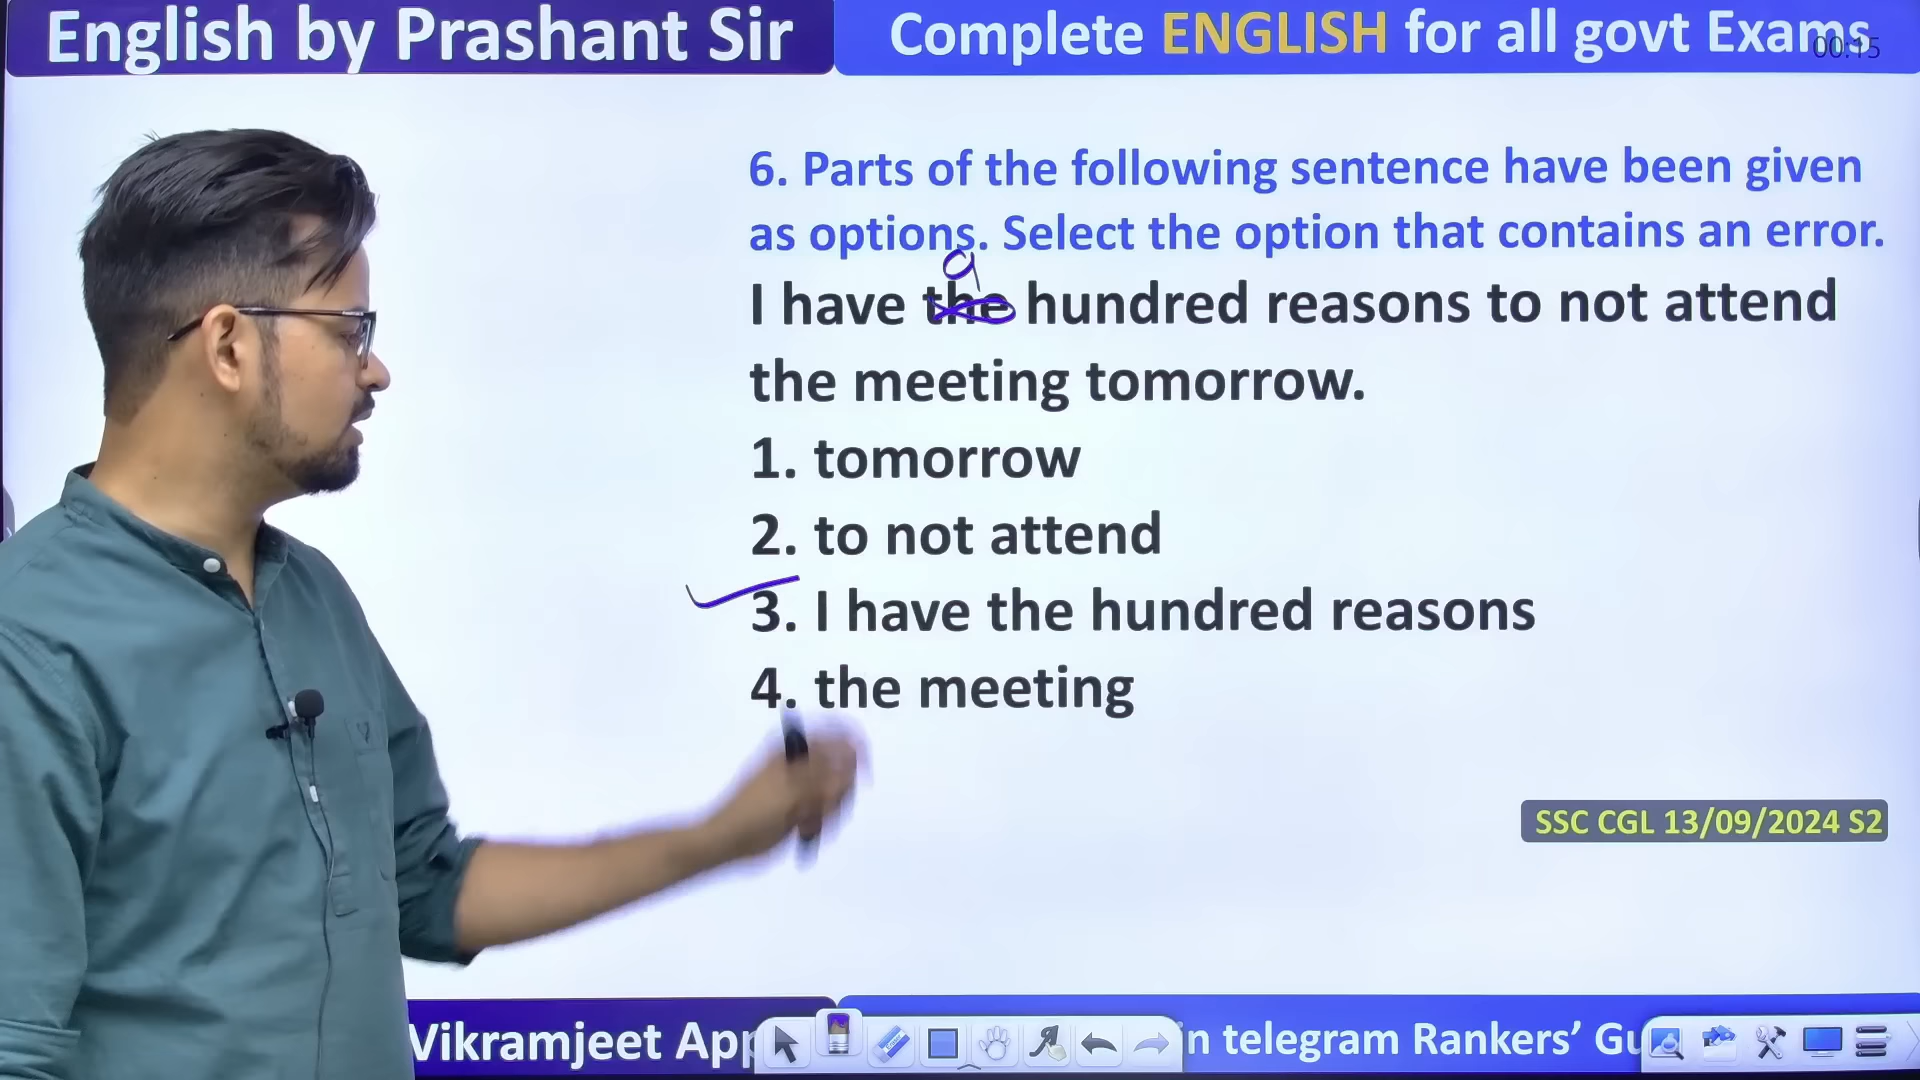 English by Prashant Sir
Complete ENGLISH for all govt Exams
00:15
6. Parts of the following sentence have been given
as options. Select the option that contains an error.
a
I have the hundred reasons to not attend
the meeting tomorrow.
1. tomorrow
2. to not attend
3. I have the hundred reasons
4. the meeting
SSC CGL 13/09/2024 S2
Vikramjeet App
in telegram Rankers’ Gu